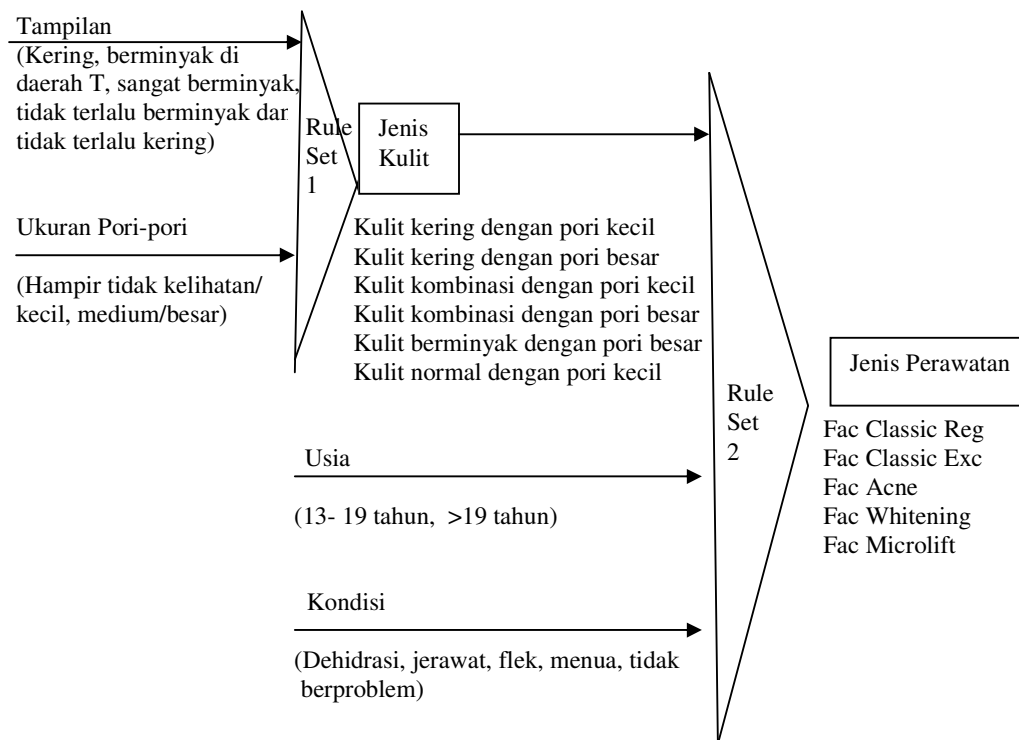 Tampilan
(Kering, berminyak di
daerah T, sangat berminyak,
tidak terlalu berminyak dan
tidak terlalu kering)
Rule
Set
1
Jenis
Kulit
Ukuran Pori-pori
(Hampir tidak kelihatan/
kecil, medium/besar)
Kulit kering dengan pori kecil
Kulit kering dengan pori besar
Kulit kombinasi dengan pori kecil
Kulit kombinasi dengan pori besar
Kulit berminyak dengan pori besar
Kulit normal dengan pori kecil
Usia
(13- 19 tahun, >19 tahun)
Kondisi
(Dehidrasi, jerawat, flek, menua, tidak
berproblem)
Rule
Set
2
Jenis Perawatan
Fac Classic Reg
Fac Classic Exc
Fac Acne
Fac Whitening
Fac Microlift